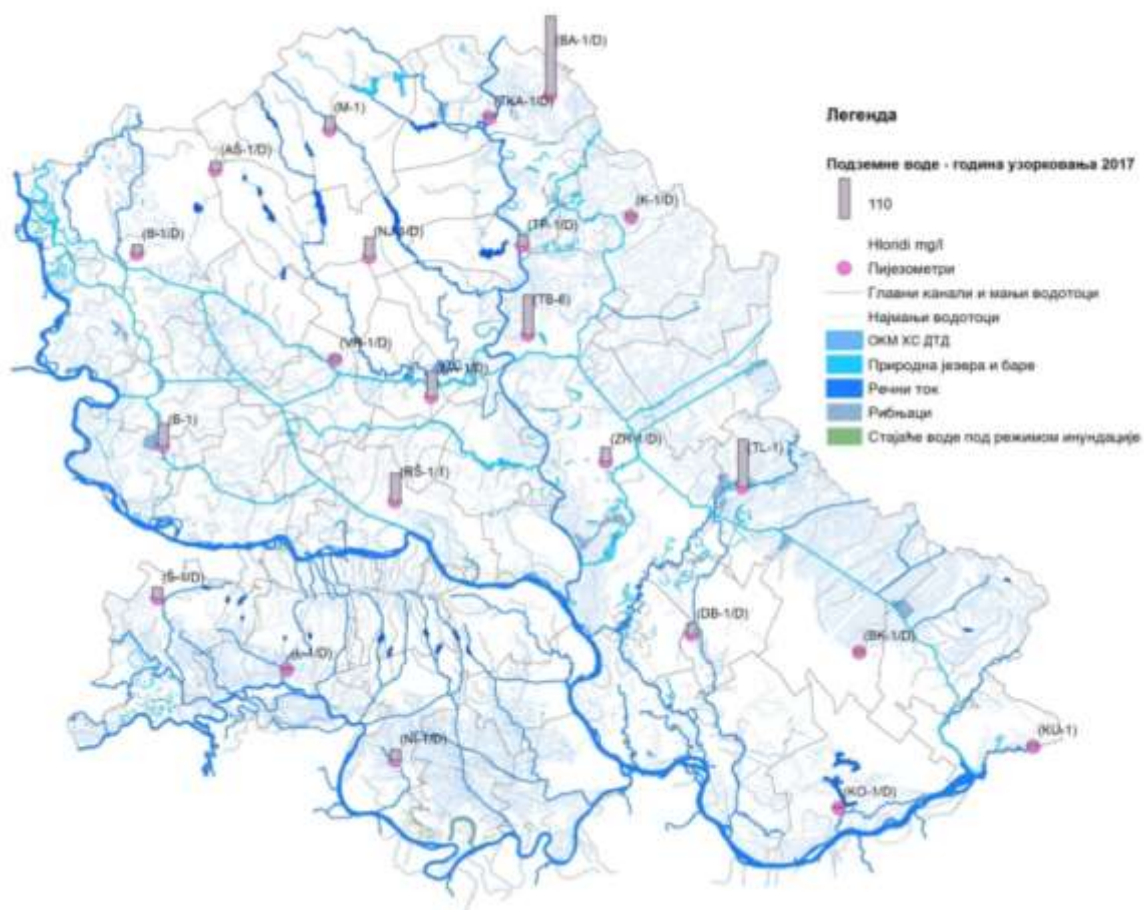 (BA-1/D)
(TKA-1/D)
(M-1)
(AŠ-1/D)
(K-1/D)
(TP-1/D)
(NJ-1/D)
(B-1/D)
(TB-6)
(VR-1/D)
(B-1)
(ZR-1/D)
(TL-1)
(RŠ-1/1)
(Š-4/D)
(DB-1/D)
(BK-1/D)
(L-1/D)
(KU-1)
(NI-1/D)
(KO-1/D)
Легенда
Подземне воде - година узорковања 2017
110
Hloridi mg/l
Пијезометри
Главни канали и мањи водотоци
Најмањи водотоци
ОКМ ХС ДТД
Природна језера и баре
Речни ток
Рибњаци
Стајаће воде под режимом инундације